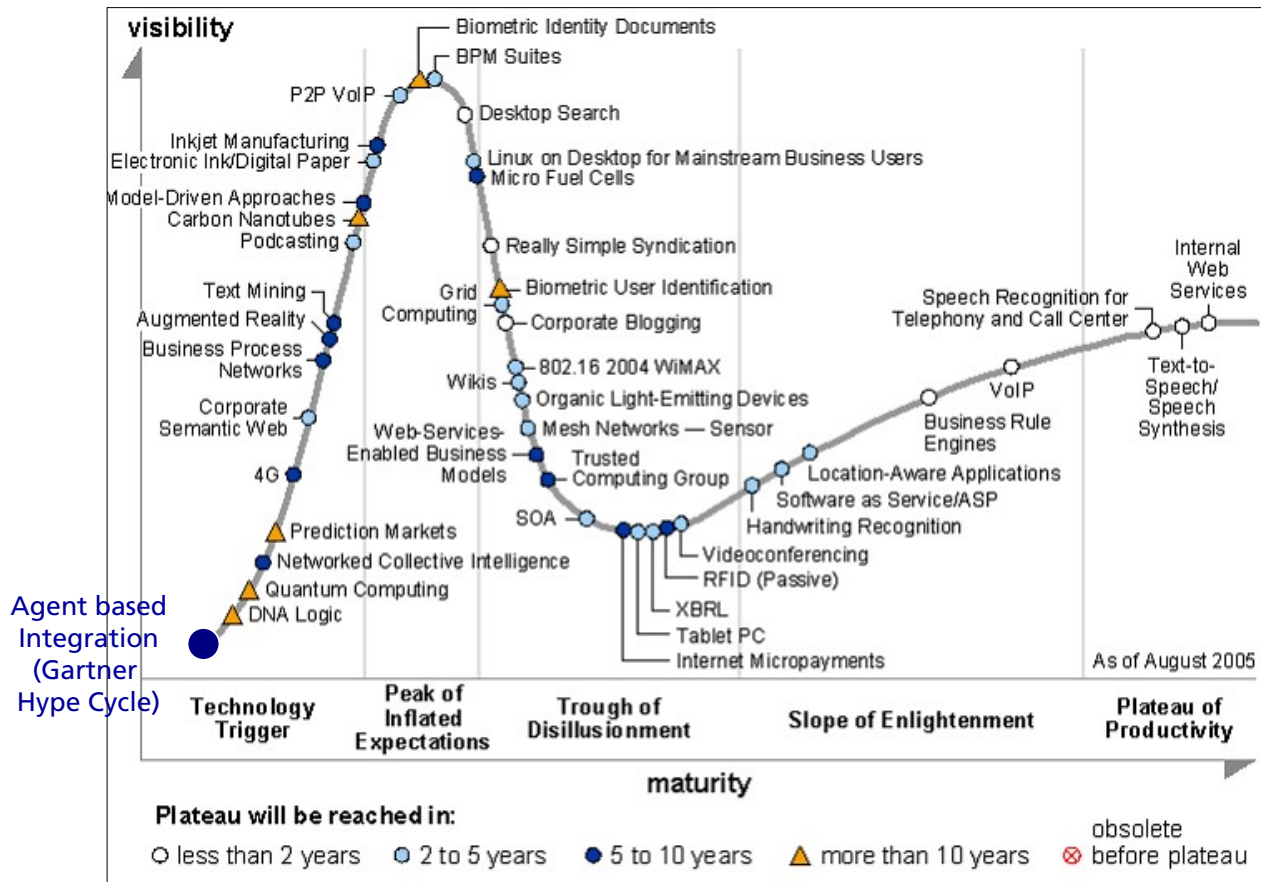 visibility
Biometric Identity Documents
BPM Suites
P2P VoIP
Desktop Search
Inkjet Manufacturing
Electronic Ink/Digital Paper
Linux on Desktop for Mainstream Business Users
Micro Fuel Cells
Model-Driven Approaches
Carbon Nanotubes
Podcasting
Really Simple Syndication
Text Mining
Augmented Reality
Business Process
Networks
Grid
Computing
Biometric User Identification
Corporate Blogging
Internal
Web
Services
Speech Recognition for
Telephony and Call Center
Text-to-
Speech/
Speech
Synthesis
VoIP
Business Rule
Engines
802.16 2004 WiMAX
Wikis
Organic Light-Emitting Devices
Mesh Networks — Sensor
Corporate
Semantic Web
Web-Services-
Enabled Business
Models
Trusted
Computing Group
Location-Aware Applications
Software as Service/ASP
Handwriting Recognition
4G
SOA
Prediction Markets
Networked Collective Intelligence
Quantum Computing
DNA Logic
Videoconferencing
RFID (Passive)
XBRL
Tablet PC
Internet Micropayments
Agent based
Integration
(Gartner
Hype Cycle)
As of August 2005
Technology
Trigger
Peak of
Inflated
Expectations
Trough of
Disillusionment
Slope of Enlightenment
Plateau of
Productivity
maturity
Plateau will be reached in:
less than 2 years
2 to 5 years
5 to 10 years
more than 10 years
obsolete
before plateau